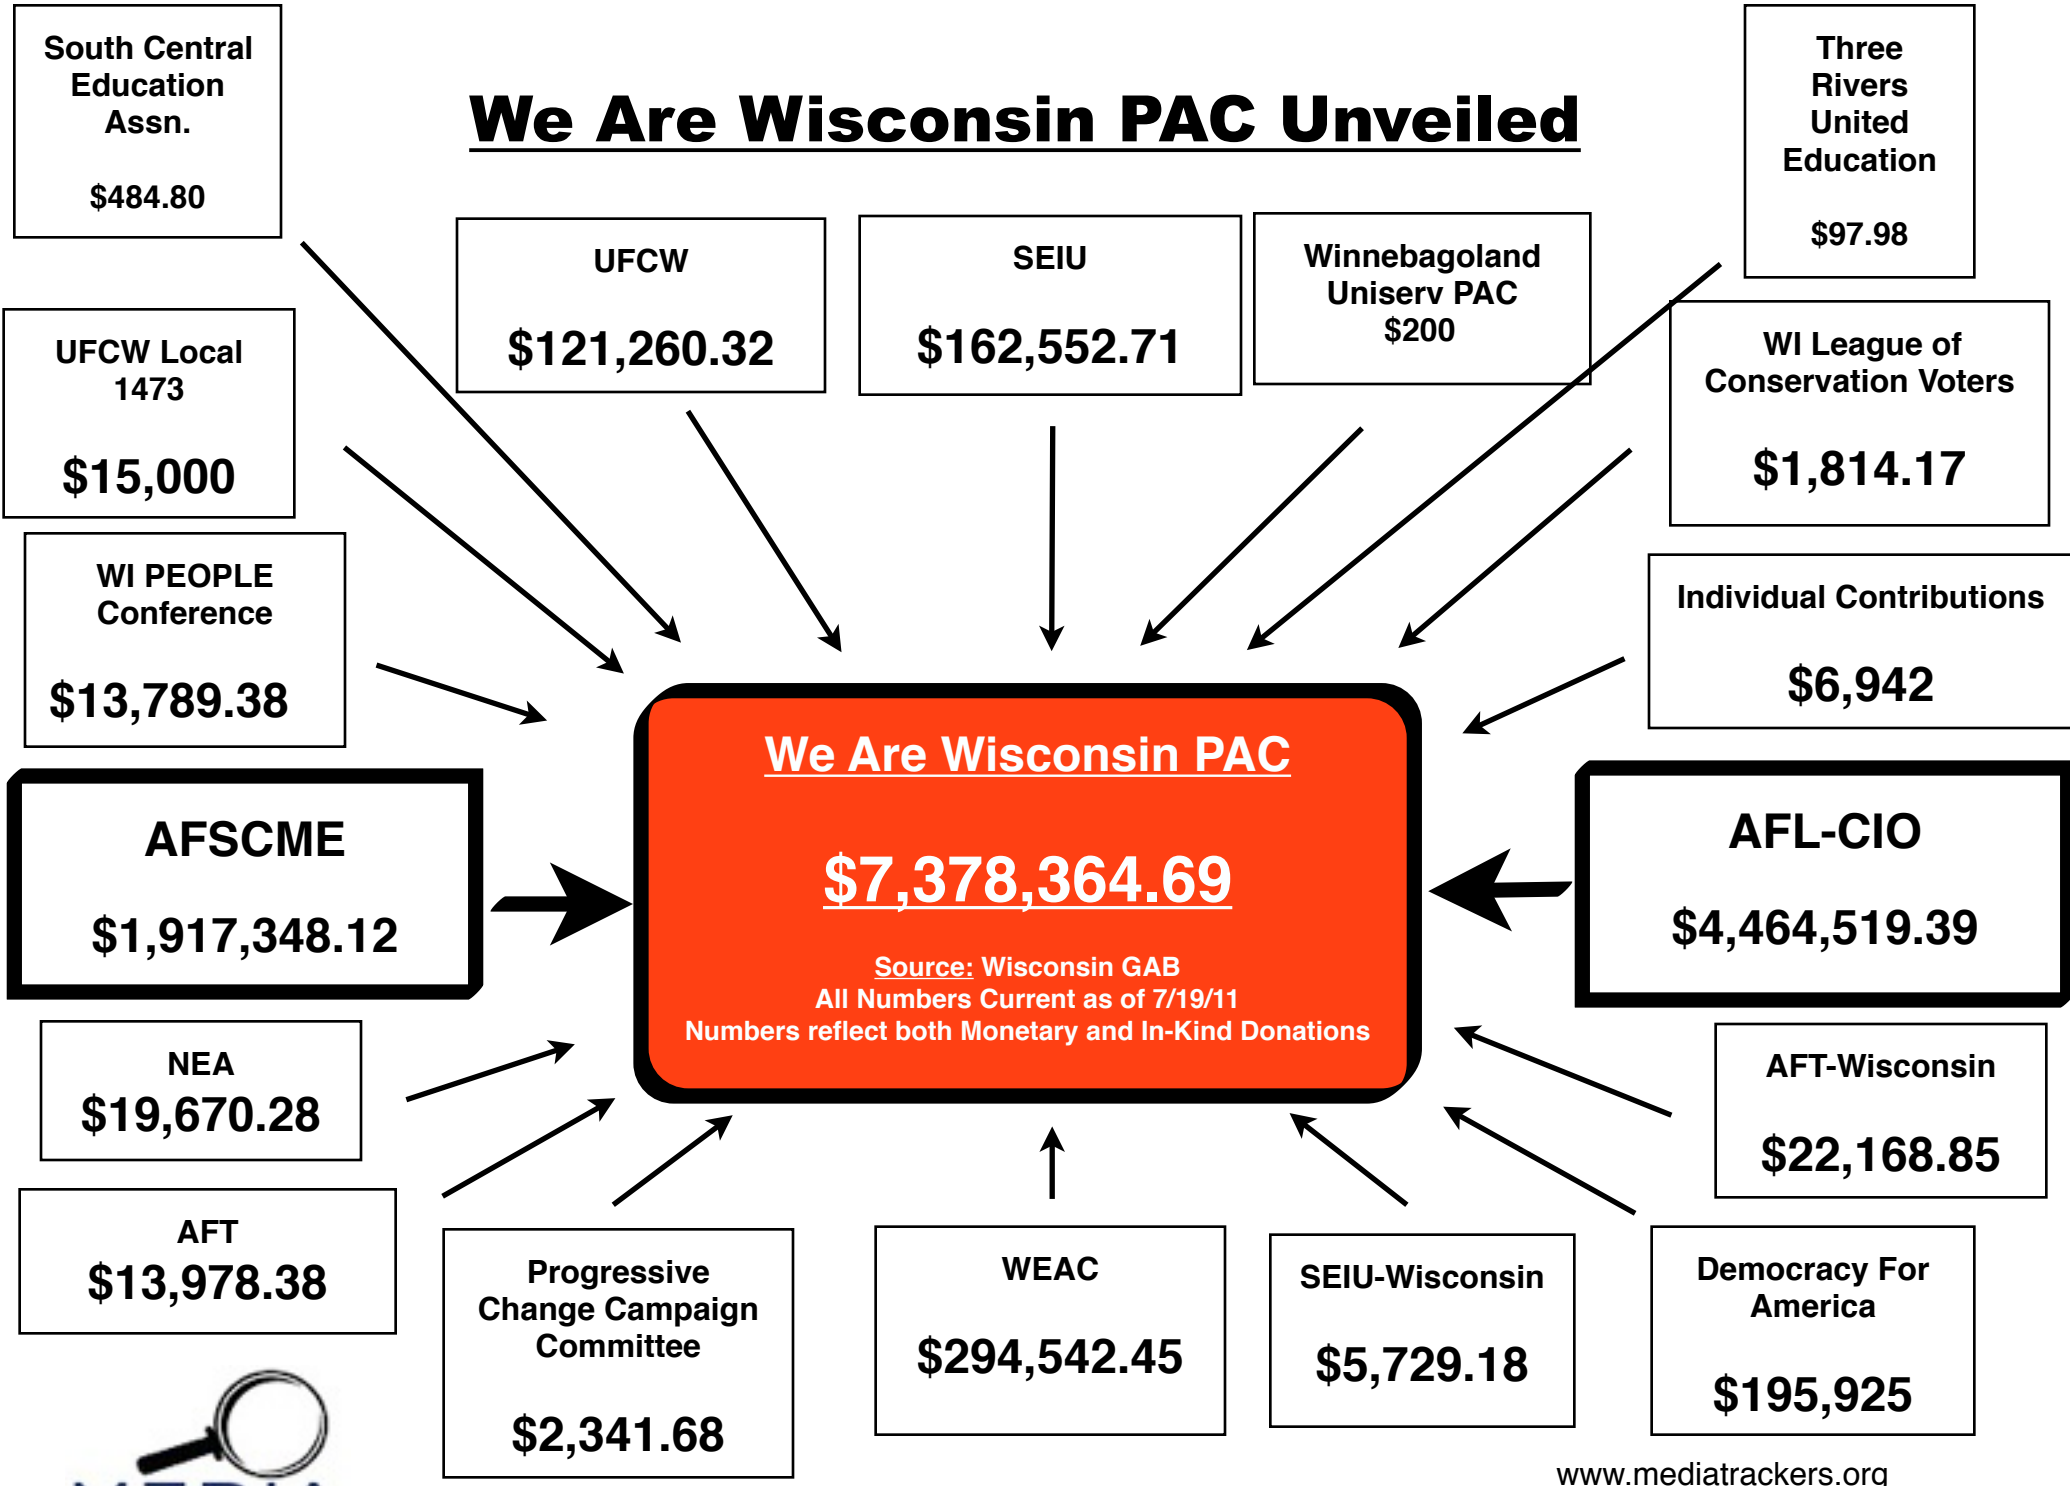 We Are Wisconsin PAC Unveiled
South Central
Education
Assn.
$484.80
UFCW
$121,260.32
SEIU
$162,552.71
Winnebagoland
Uniserv PAC
$200
Three
Rivers
United
Education
$97.98
UFCW Local
1473
$15,000
WI League of
Conservation Voters
$1,814.17
WI PEOPLE
Conference
$13,789.38
Individual Contributions
$6,942
AFSCME
$1,917,348.12
We Are Wisconsin PAC
$7,378,364.69
Source: Wisconsin GAB
All Numbers Current as of 7/19/11
Numbers reflect both Monetary and In-Kind Donations
AFL-CIO
$4,464,519.39
NEA
$19,670.28
AFT-Wisconsin
$22,168.85
AFT
$13,978.38
Progressive
Change Campaign
Committee
$2,341.68
WEAC
$294,542.45
SEIU-Wisconsin
$5,729.18
Democracy For
America
$195,925
MEDIA
www.mediatrackers.org